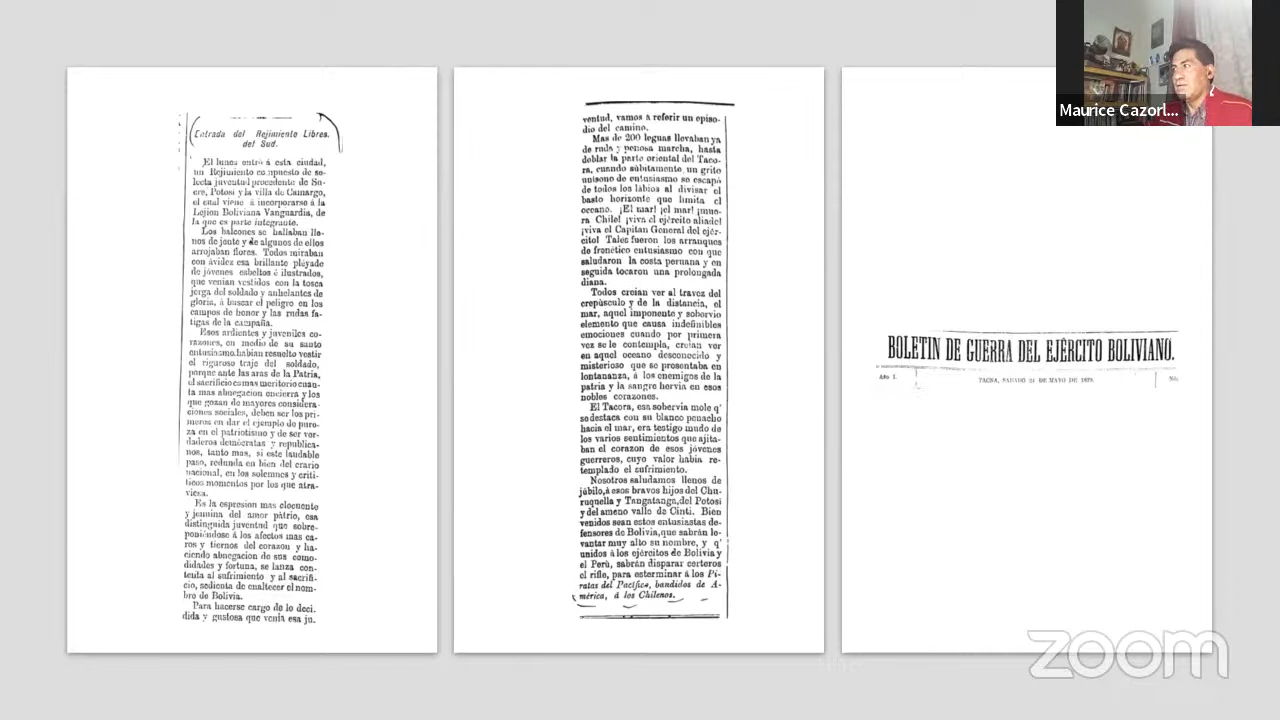 Entrada del Rejimiento Libres.
del Sud.
El lunes entró á esta ciudad,
un Rejimiento compuesto de se-
lecta juventud procedente de Su-
cre, Potosí y la villa de Camargo,
el cual viene á incorporarse á la
Lejion Boliviana Vanguardia, de
la que es parte integrante.
Los balcones se hallaban lle-
nos de jente y de algunos de ellos
arrojaban flores. Todos miraban
con ávidez esa brillante pléyade
de jóvenes esbeltos é ilustrados,
que venian vestidos con la tosca
jerga del soldado y anhelantes de
gloria, á buscar el peligro en los
campos de honor y las rudas fa-
tigas de la campaña.
Esos ardientes y juveniles co-
razones, en medio de su santo
entusiasmo habian resuelto vestir
el rigaroso traje del soldado,
porque ante las aras de la Patria,
el sacrificio es mas meritorio cuan-
ta mas abnegacion encierra y los
que gozan de mayores considera-
ciones sociales, deben ser los pri-
meros en dar el ejemplo de pure-
za en el patriotismo y de ser ver-
daderos demócratas y republica-
nos, tanto mas, si este laudable
paso, redunda en bien del erario
nacional, en los solemnes y criti-
ticos momentos por los que atra-
viesa.
Es la espresion mas elocuente
y jenuina del amor pátrio, esa
distinguida juventud que sobre-
poniéndose á los afectos mas ca-
ros y tiernos del corazon y ha-
ciendo abnegacion de sus como-
didades y fortuna, se lanza con-
tenta al sufrimiento y al sacrifi-
cio, sedienta de enaltecer el nom-
bre de Bolivia.
Para hacerse cargo de lo deci-
dida y gustosa que venia esa ju-
ventud, vamos á referir un episo-
dio del camino.
Mas de 200 leguas llevaban ya
de ruda y penosa marcha, hasta
doblar la parte oriental del Taco-
ra, cuando súbitamente un grito
unísono de entusiasmo se escapó
de todos los lábios al divisar el
basto horizonte que limita el
oceano. ¡El mar! ¡el mar! ¡mue-
ra Chile! ¡viva el ejército aliado!
¡viva el Capitan General del ejér-
cito! Tales fueron los arranques
de frenético entusiasmo con que
saludaron la costa peruana y en
seguida tocaron una prolongada
diana.
Todos creian ver al travez del
crepúsculo y de la distancia, el
mar, aquel imponente y sobervio
elemento que causa indefinibles
emociones cuando por primera
vez se le contempla, creian ver
en aquel oceano desconocido y
misterioso que se presentaba en
lontananza, á los enemigos de la
patria y la sangre hervia en esos
nobles corazones.
El Tacora, esa sobervia mole q'
se destaca con su blanco penacho
hacia el mar, era testigo mudo de
los varios sentimientos que ajita-
ban el corazon de esos jóvenes
guerreros, cuyo valor habia re-
templado el sufrimiento.
Nosotros saludamos llenos de
júbilo, á esos bravos hijos del Chu-
ruquella y Tangatanga, del Potosí
y del ameno valle de Cinti. Bien
venidos sean estos entusiastas de-
fensores de Bolivia, que sabrán le-
vantar muy alto su nombre, y q'
unidos á los ejércitos de Bolivia y
el Perú, sabrán disparar certeros
el rifle, para esterminar á los Pi-
ratas del Pacífico, bandidos de A-
mérica, á los Chilenos.
BOLETIN DE GUERRA DEL EJÉRCITO BOLIVIANO.
Año I.
TACNA, SABADO 24 DE MAYO DE 1879.
Maurice Cazorl...
zoom